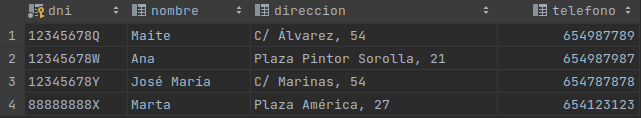 dni nombre direccion telefono
1 12345678Q Maite C/ Álvarez, 54 654987789
2 12345678W Ana Plaza Pintor Sorolla, 21 654987987
3 12345678Y José María C/ Marinas, 54 654787878
4 88888888X Marta Plaza América, 27 654123123